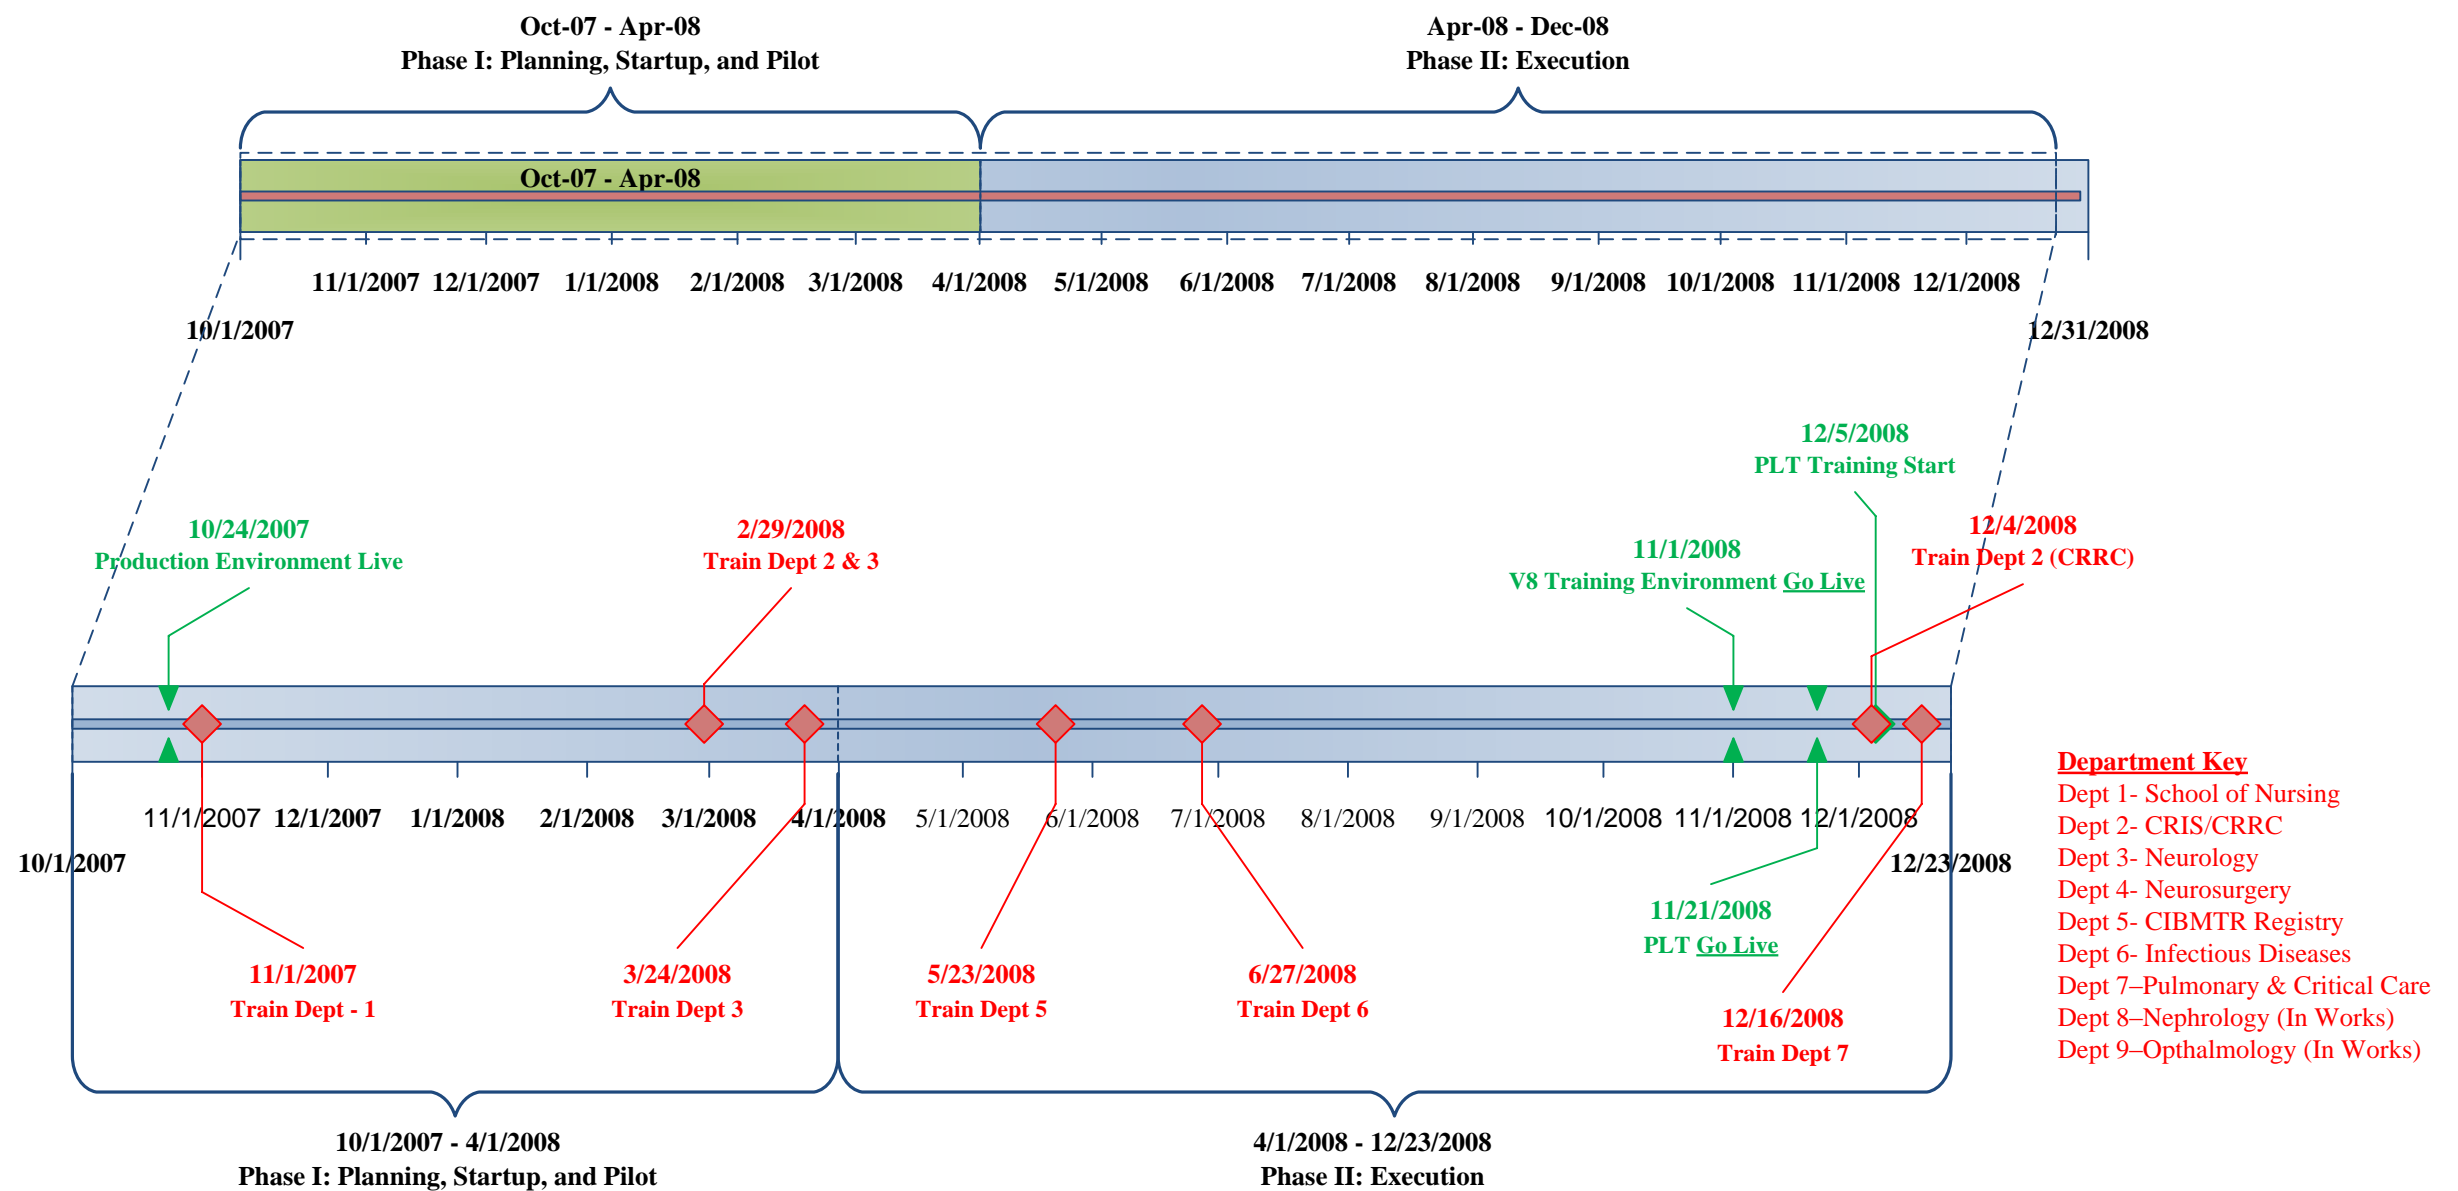 Oct-07 - Apr-08
Phase I: Planning, Startup, and Pilot
Apr-08 - Dec-08
Phase II: Execution
Oct-07 - Apr-08
11/1/2007 12/1/2007 1/1/2008 2/1/2008 3/1/2008 4/1/2008 5/1/2008 6/1/2008 7/1/2008 8/1/2008 9/1/2008 10/1/2008 11/1/2008 12/1/2008
10/1/2007 12/31/2008
12/5/2008
PLT Training Start
10/24/2007
Production Environment Live
2/29/2008
Train Dept 2 & 3
11/1/2008
V8 Training Environment Go Live
12/4/2008
Train Dept 2 (CRRC)
11/1/2007 12/1/2007 1/1/2008 2/1/2008 3/1/2008 4/1/2008 5/1/2008 6/1/2008 7/1/2008 8/1/2008 9/1/2008 10/1/2008 11/1/2008 12/1/2008
10/1/2007 12/23/2008
11/1/2007
Train Dept - 1
3/24/2008
Train Dept 3
5/23/2008
Train Dept 5
6/27/2008
Train Dept 6
11/21/2008
PLT Go Live
12/16/2008
Train Dept 7
Department Key
Dept 1- School of Nursing
Dept 2- CRIS/CRRC
Dept 3- Neurology
Dept 4- Neurosurgery
Dept 5- CIBMTR Registry
Dept 6- Infectious Diseases
Dept 7–Pulmonary & Critical Care
Dept 8–Nephrology (In Works)
Dept 9–Opthalmology (In Works)
10/1/2007 - 4/1/2008
Phase I: Planning, Startup, and Pilot
4/1/2008 - 12/23/2008
Phase II: Execution